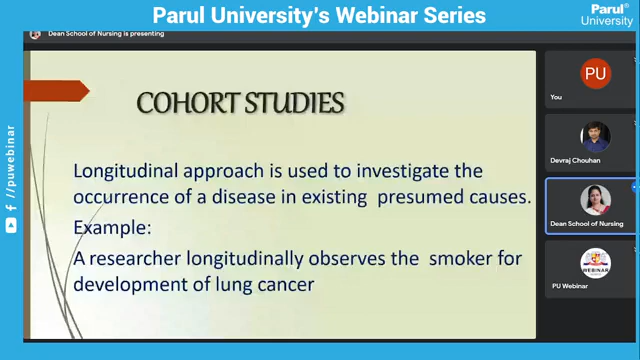 Parul University's Webinar Series
Parul®
University
Dean School of Nursing is presenting
COHORT STUDIES
Longitudinal approach is used to investigate the
occurrence of a disease in existing presumed causes.
Example:
A researcher longitudinally observes the smoker for
development of lung cancer
PU
You
Devraj Chouhan
Dean School of Nursing
WEBINAR
PU Webinar
f //puwebinar